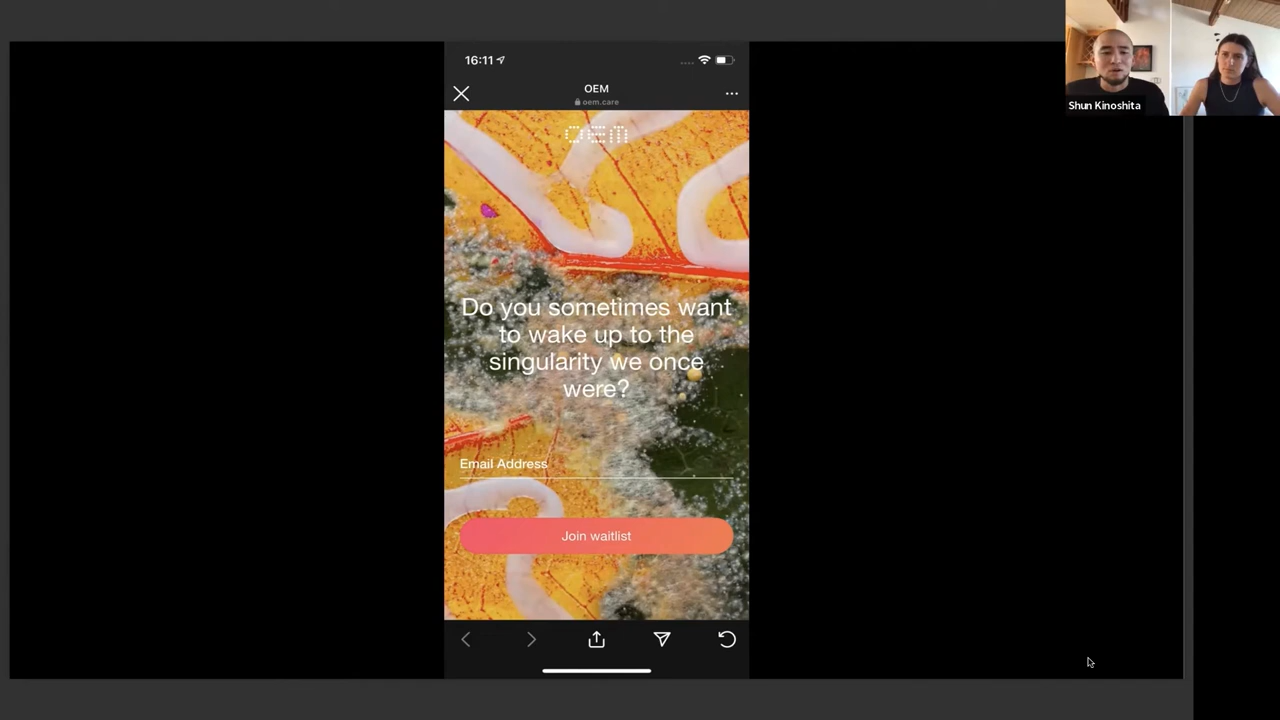 16:11
OEM
oem.care
OEM
Do you sometimes want
to wake up to the
singularity we once
were?
Email Address
Join waitlist
Shun Kinoshita